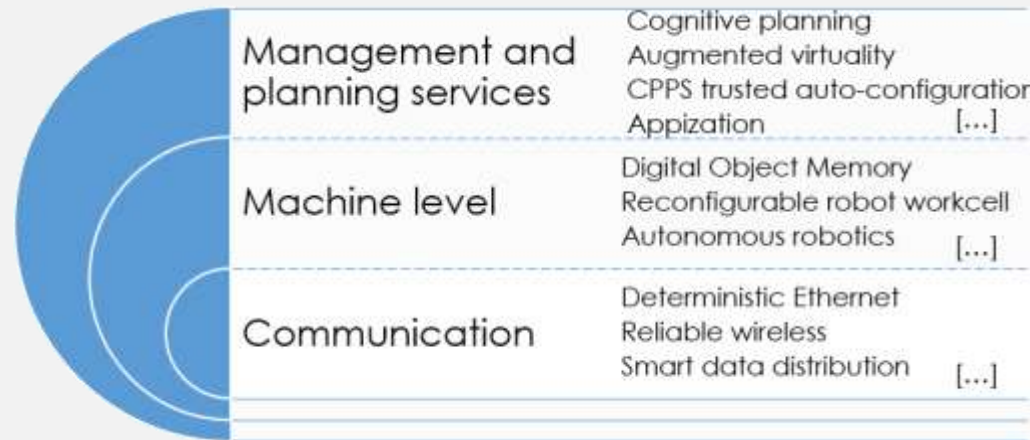 Management and
planning services
Cognitive planning
Augmented virtuality
CPPS trusted auto-configuration
Appization [...]
Machine level
Digital Object Memory
Reconfigurable robot workcell
Autonomous robotics [...]
Communication
Deterministic Ethernet
Reliable wireless
Smart data distribution [...]